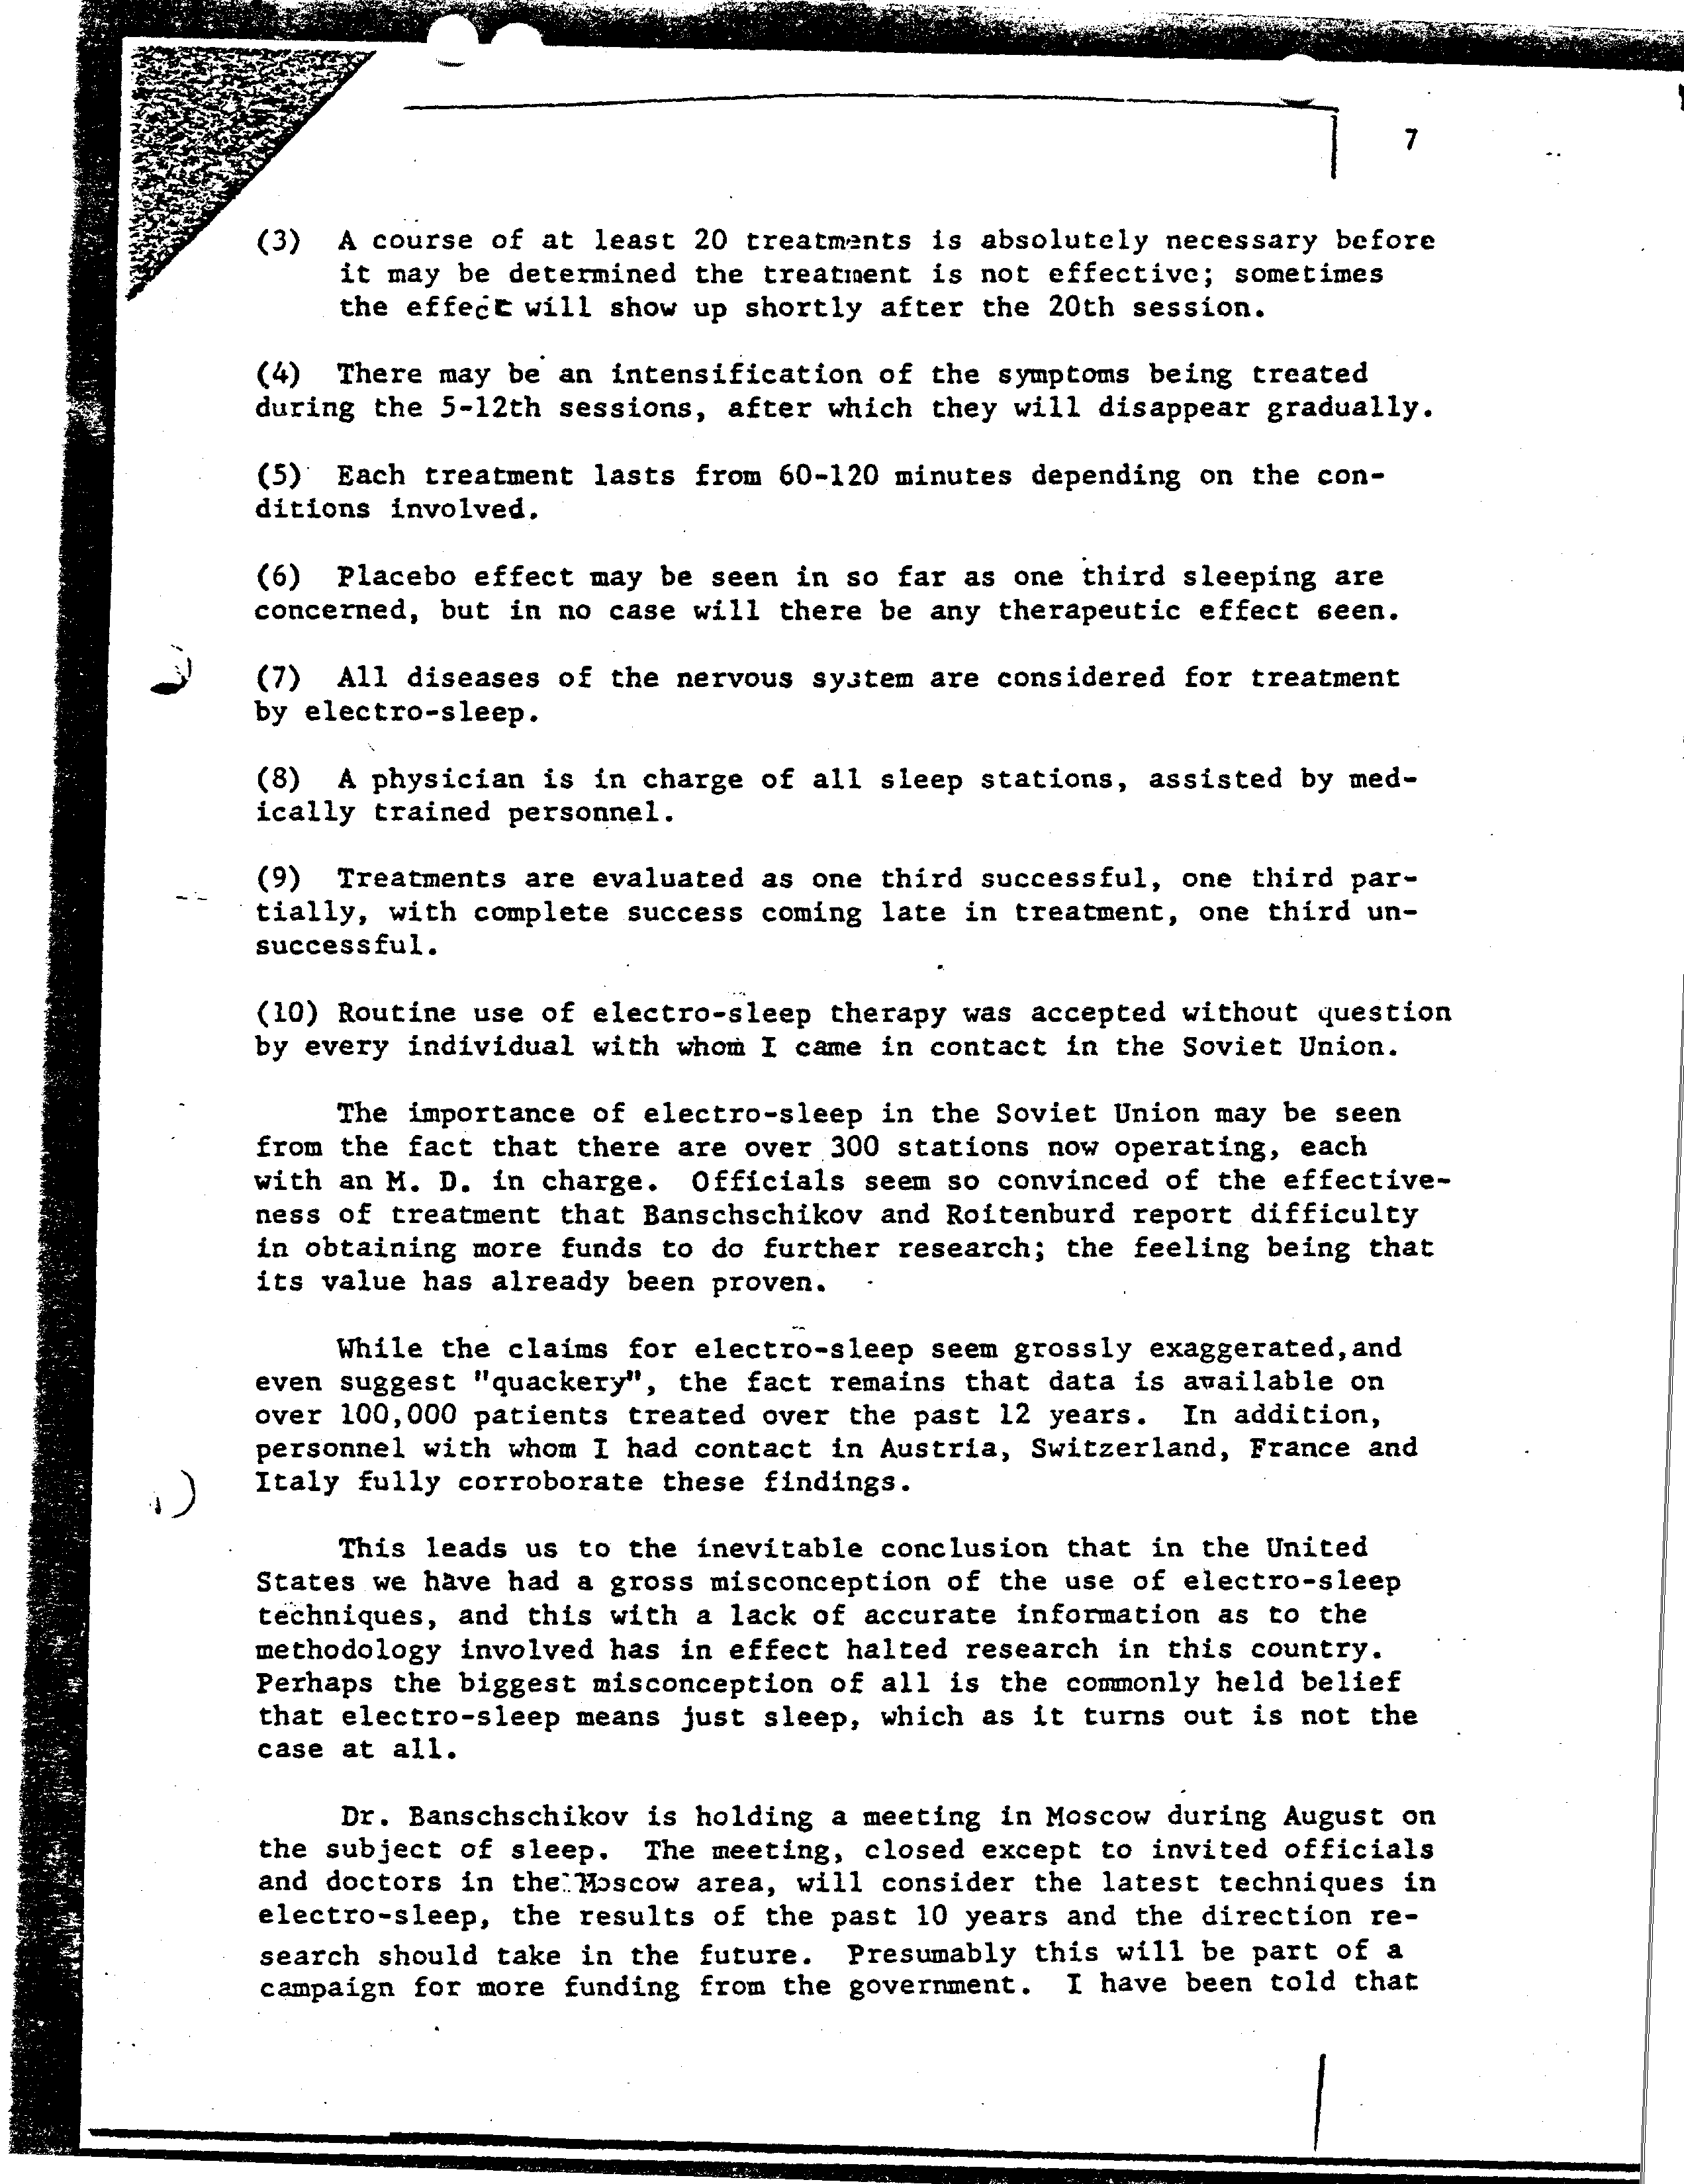 7
(3) A course of at least 20 treatments is absolutely necessary before
it may be determined the treatment is not effective; sometimes
the effect will show up shortly after the 20th session.
(4) There may be an intensification of the symptoms being treated
during the 5-12th sessions, after which they will disappear gradually.
(5) Each treatment lasts from 60-120 minutes depending on the con-
ditions involved.
(6) Placebo effect may be seen in so far as one third sleeping are
concerned, but in no case will there be any therapeutic effect seen.
(7) All diseases of the nervous system are considered for treatment
by electro-sleep.
(8) A physician is in charge of all sleep stations, assisted by med-
ically trained personnel.
(9) Treatments are evaluated as one third successful, one third par-
tially, with complete success coming late in treatment, one third un-
successful.
(10) Routine use of electro-sleep therapy was accepted without question
by every individual with whom I came in contact in the Soviet Union.
The importance of electro-sleep in the Soviet Union may be seen
from the fact that there are over 300 stations now operating, each
with an M. D. in charge. Officials seem so convinced of the effective-
ness of treatment that Banschschikov and Roitenburd report difficulty
in obtaining more funds to do further research; the feeling being that
its value has already been proven.
While the claims for electro-sleep seem grossly exaggerated,and
even suggest "quackery", the fact remains that data is available on
over 100,000 patients treated over the past 12 years. In addition,
personnel with whom I had contact in Austria, Switzerland, France and
Italy fully corroborate these findings.
This leads us to the inevitable conclusion that in the United
States we have had a gross misconception of the use of electro-sleep
techniques, and this with a lack of accurate information as to the
methodology involved has in effect halted research in this country.
Perhaps the biggest misconception of all is the commonly held belief
that electro-sleep means just sleep, which as it turns out is not the
case at all.
Dr. Banschschikov is holding a meeting in Moscow during August on
the subject of sleep. The meeting, closed except to invited officials
and doctors in the Moscow area, will consider the latest techniques in
electro-sleep, the results of the past 10 years and the direction re-
search should take in the future. Presumably this will be part of a
campaign for more funding from the government. I have been told that